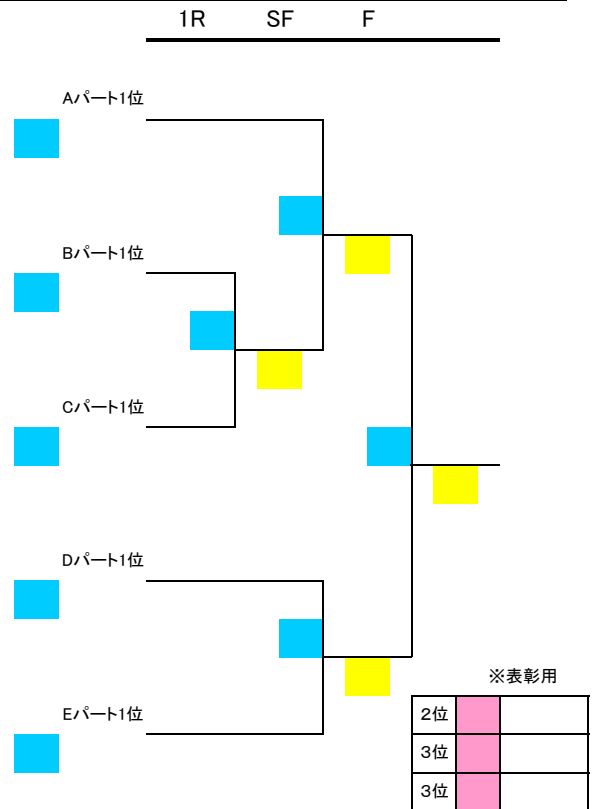 1R SF F
Aパート1位
Bパート1位
Cパート1位
Dパート1位
Eパート1位
※表彰用
2位
3位
3位